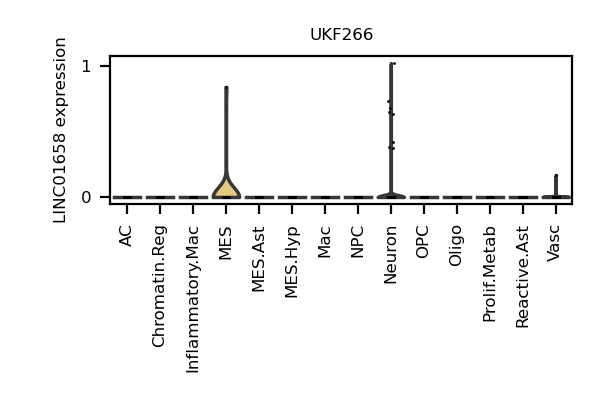 UKF266
LINC01658 expression
1
0
AC
Chromatin.Reg
Inflammatory.Mac
MES
MES.Ast
MES.Hyp
Mac
NPC
Neuron
OPC
Oligo
Prolif.Metab
Reactive.Ast
Vasc